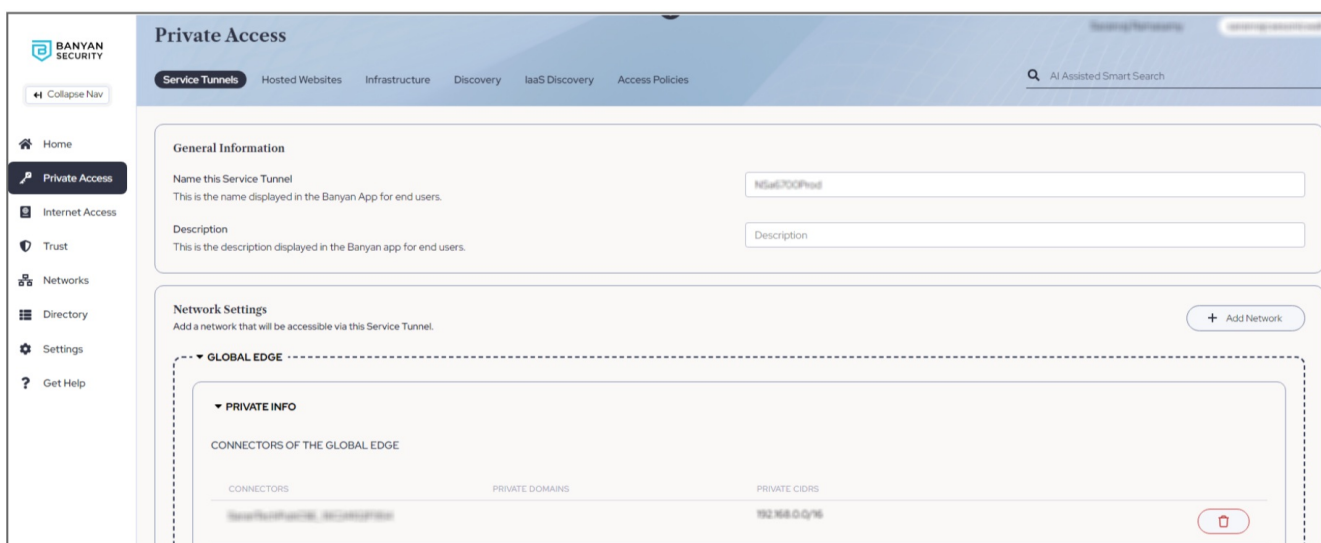 BANYAN
SECURITY
Collapse Nav
Home
Private Access
Internet Access
Trust
Networks
Directory
Settings
Get Help
Private Access
Service Tunnels
Hosted Websites
Infrastructure
Discovery
IaaS Discovery
Access Policies
AI Assisted Smart Search
General Information
Name this Service Tunnel
This is the name displayed in the Banyan App for end users.
NSa6700Prod
Description
This is the description displayed in the Banyan app for end users.
Description
Network Settings
Add a network that will be accessible via this Service Tunnel.
+ Add Network
GLOBAL EDGE
PRIVATE INFO
CONNECTORS OF THE GLOBAL EDGE
CONNECTORS
PRIVATE DOMAINS
PRIVATE CIDRS
192.168.0.0/16